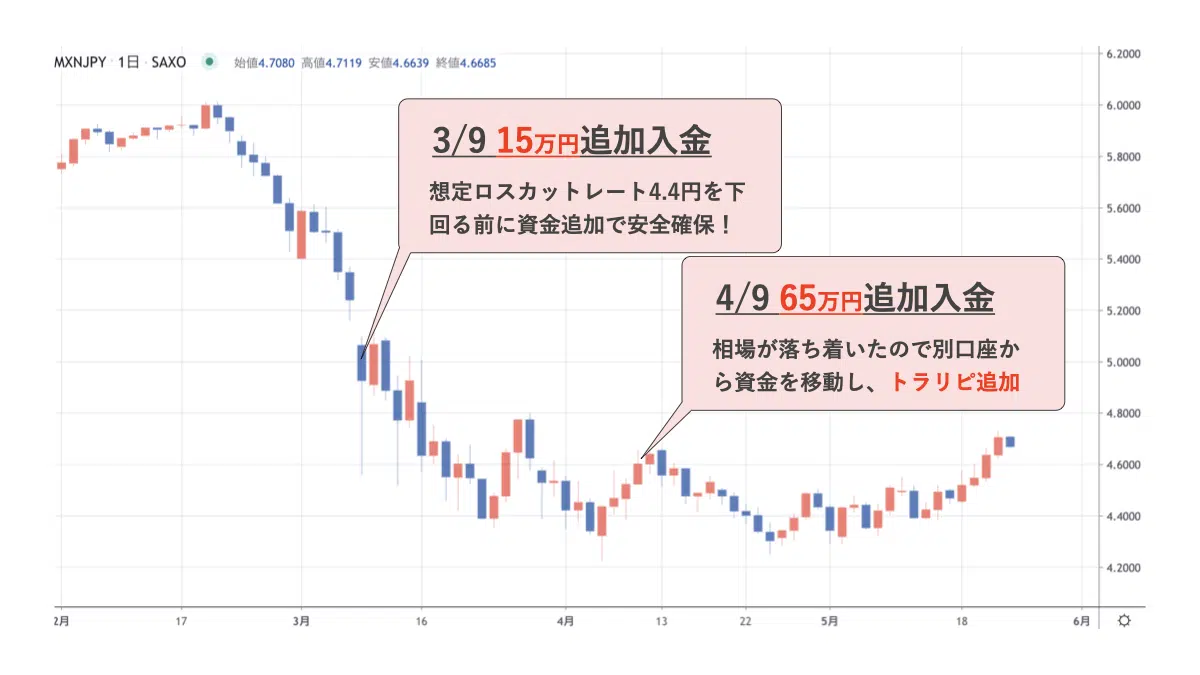 MXNJPY · 1日 · SAXO 始値4.7080 高値4.7119 安値4.6639 終値4.6685
3/9 15万円追加入金
想定ロスカットレート4.4円を下
回る前に資金追加で安全確保！
4/9 65万円追加入金
相場が落ち着いたので別口座か
ら資金を移動し、トラリピ追加
6.2000
6.0000
5.8000
5.6000
5.4000
5.2000
5.0000
4.8000
4.6000
4.4000
4.2000
2月 17 3月 16 4月 13 22 5月 18 6月